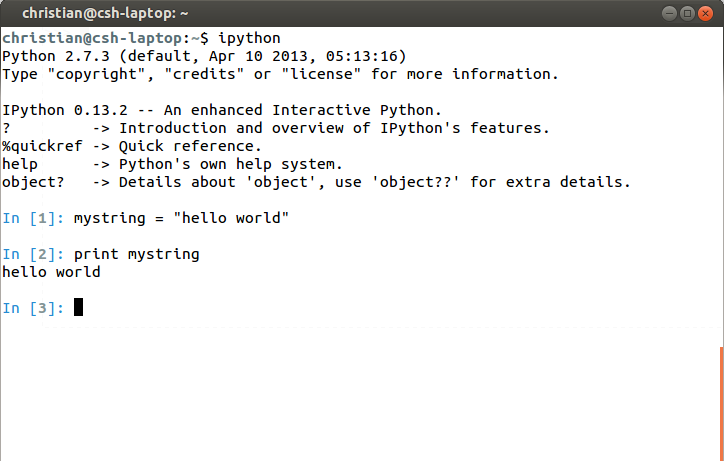 christian@csh-laptop: ~
christian@csh-laptop:~$ ipython
Python 2.7.3 (default, Apr 10 2013, 05:13:16)
Type "copyright", "credits" or "license" for more information.
IPython 0.13.2 -- An enhanced Interactive Python.
?         -> Introduction and overview of IPython's features.
%quickref -> Quick reference.
help      -> Python's own help system.
object?   -> Details about 'object', use 'object??' for extra details.
In [1]: mystring = "hello world"
In [2]: print mystring
hello world
In [3]: